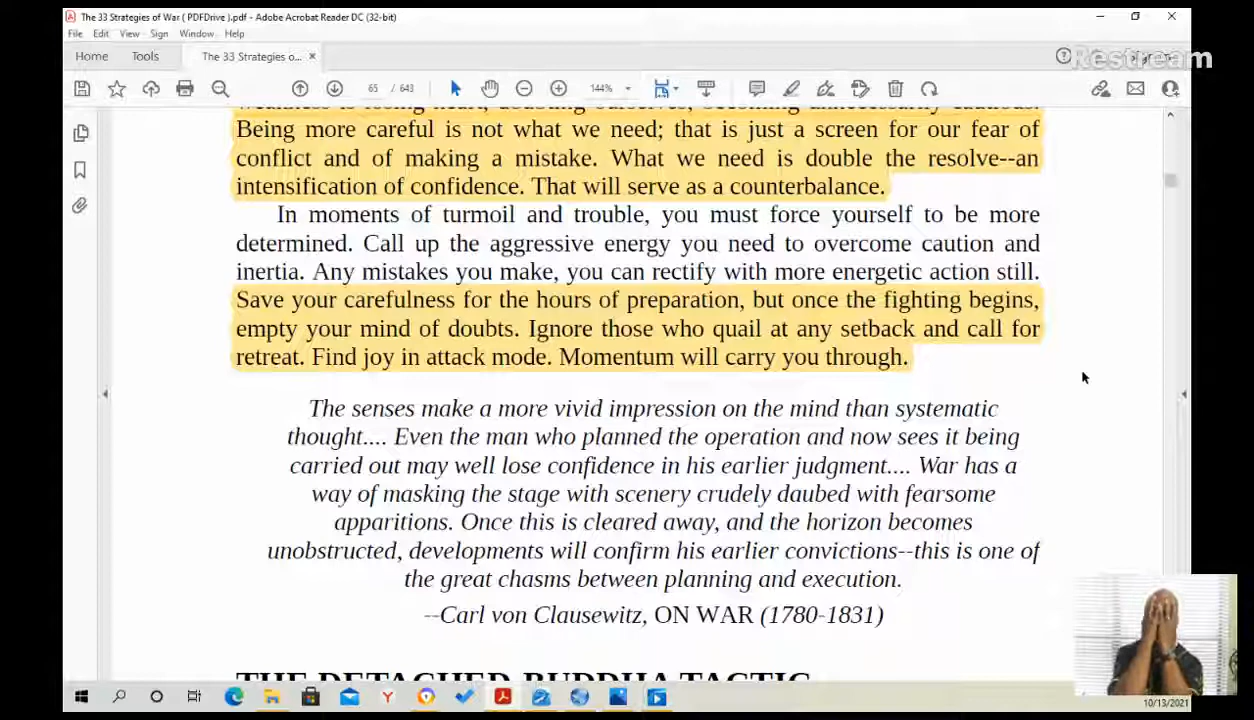 The 33 Strategies of War ( PDFDrive ).pdf - Adobe Acrobat Reader DC (32-bit)
File Edit View Sign Window Help
Home Tools The 33 Strategies o...
Restream
65 / 643 144%
Being more careful is not what we need; that is just a screen for our fear of
conflict and of making a mistake. What we need is double the resolve--an
intensification of confidence. That will serve as a counterbalance.
In moments of turmoil and trouble, you must force yourself to be more
determined. Call up the aggressive energy you need to overcome caution and
inertia. Any mistakes you make, you can rectify with more energetic action still.
Save your carefulness for the hours of preparation, but once the fighting begins,
empty your mind of doubts. Ignore those who quail at any setback and call for
retreat. Find joy in attack mode. Momentum will carry you through.
The senses make a more vivid impression on the mind than systematic
thought.... Even the man who planned the operation and now sees it being
carried out may well lose confidence in his earlier judgment.... War has a
way of masking the stage with scenery crudely daubed with fearsome
apparitions. Once this is cleared away, and the horizon becomes
unobstructed, developments will confirm his earlier convictions--this is one of
the great chasms between planning and execution.
--Carl von Clausewitz, ON WAR (1780-1831)
THE DETACHED-BUDDHA TACTIC
10/13/2021